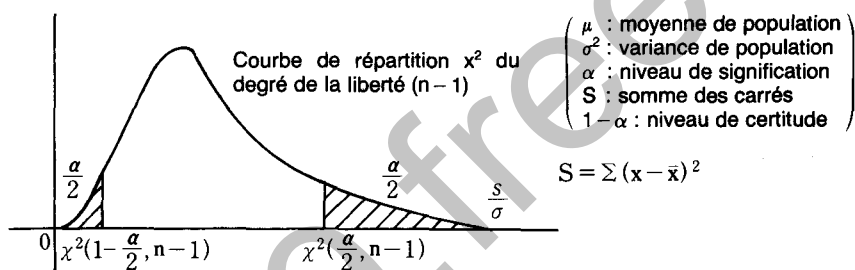 Courbe de répartition x² du
degré de la liberté (n – 1)
μ : moyenne de population
σ² : variance de population
α : niveau de signification
S : somme des carrés
1 – α : niveau de certitude
S = Σ (x – x̄)²
α/2
α/2
s/σ
0
χ²(1 – α/2, n – 1)
χ²(α/2, n – 1)